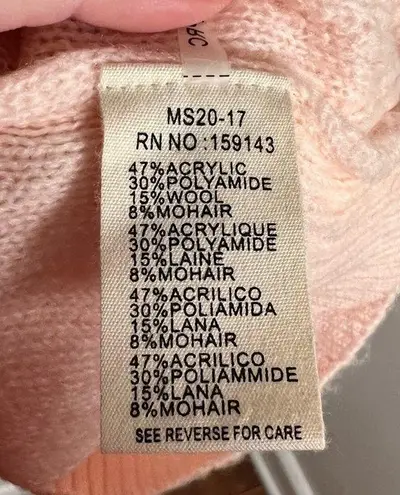 MS20-17
RN NO:159143
47%ACRYLIC
30%POLYAMIDE
15%WOOL
8%MOHAIR
47%ACRYLIQUE
30%POLYAMIDE
15%LAINE
8%MOHAIR
47%ACRILICO
30%POLIAMIDA
15%LANA
8%MOHAIR
47%ACRILICO
30%POLIAMMIDE
15%LANA
8%MOHAIR
SEE REVERSE FOR CARE